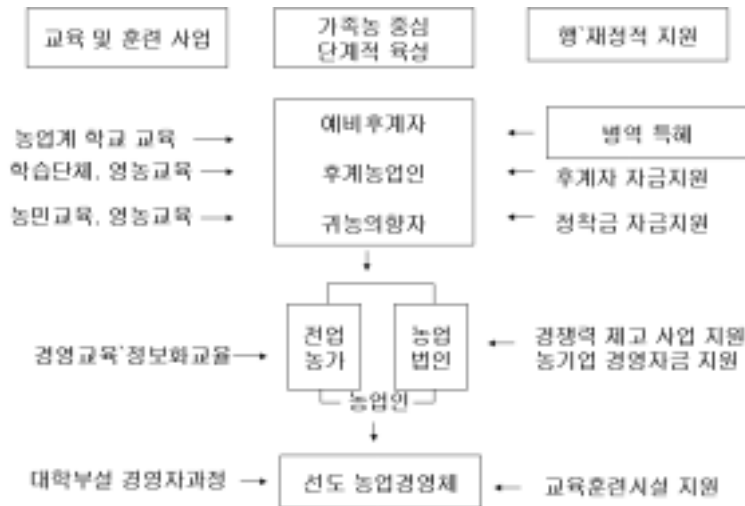 교육 및 훈련 사업
가족농 중심
단계적 육성
행`재정적 지원
농업계 학교 교육
예비후계자
병역 특혜
학습단체, 영농교육
후계농업인
후계자 자금지원
농민교육, 영농교육
귀농의향자
정착금 자금지원
전업
농가
농업
법인
경영교육`정보화교율
경쟁력 제고 사업 지원
농기업 경영자금 지원
농업인
대학부설 경영자과정
선도 농업경영체
교육훈련시설 지원